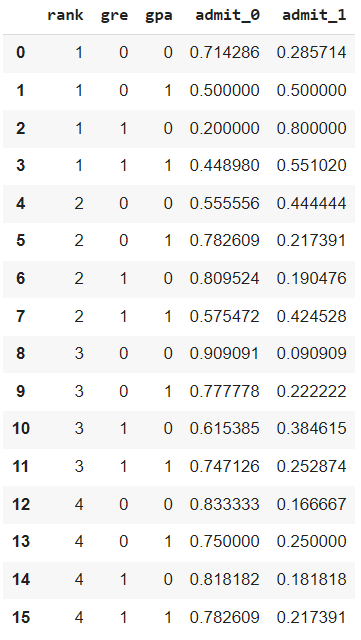 rank gre gpa admit_0 admit_1
0 1 0 0 0.714286 0.285714
1 1 0 1 0.500000 0.500000
2 1 1 0 0.200000 0.800000
3 1 1 1 0.448980 0.551020
4 2 0 0 0.555556 0.444444
5 2 0 1 0.782609 0.217391
6 2 1 0 0.809524 0.190476
7 2 1 1 0.575472 0.424528
8 3 0 0 0.909091 0.090909
9 3 0 1 0.777778 0.222222
10 3 1 0 0.615385 0.384615
11 3 1 1 0.747126 0.252874
12 4 0 0 0.833333 0.166667
13 4 0 1 0.750000 0.250000
14 4 1 0 0.818182 0.181818
15 4 1 1 0.782609 0.217391